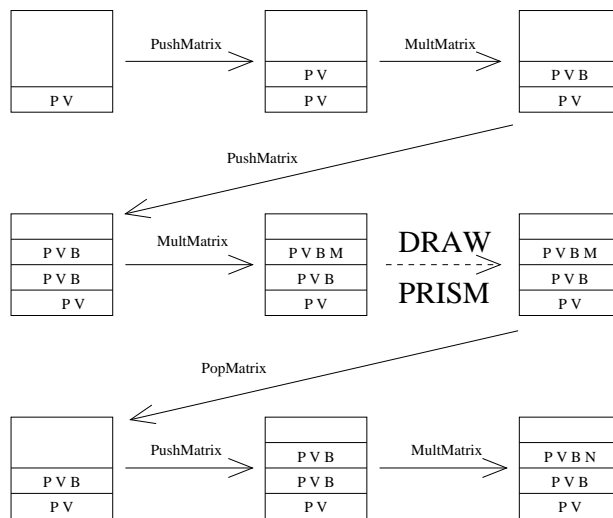 PushMatrix
MultMatrix
P V
P V
P V
P V B
P V
PushMatrix
P V B
P V B
P V
MultMatrix
P V B M
P V B
P V
DRAW
PRISM
P V B M
P V B
P V
PopMatrix
P V B
P V
PushMatrix
P V B
P V B
P V
MultMatrix
P V B N
P V B
P V